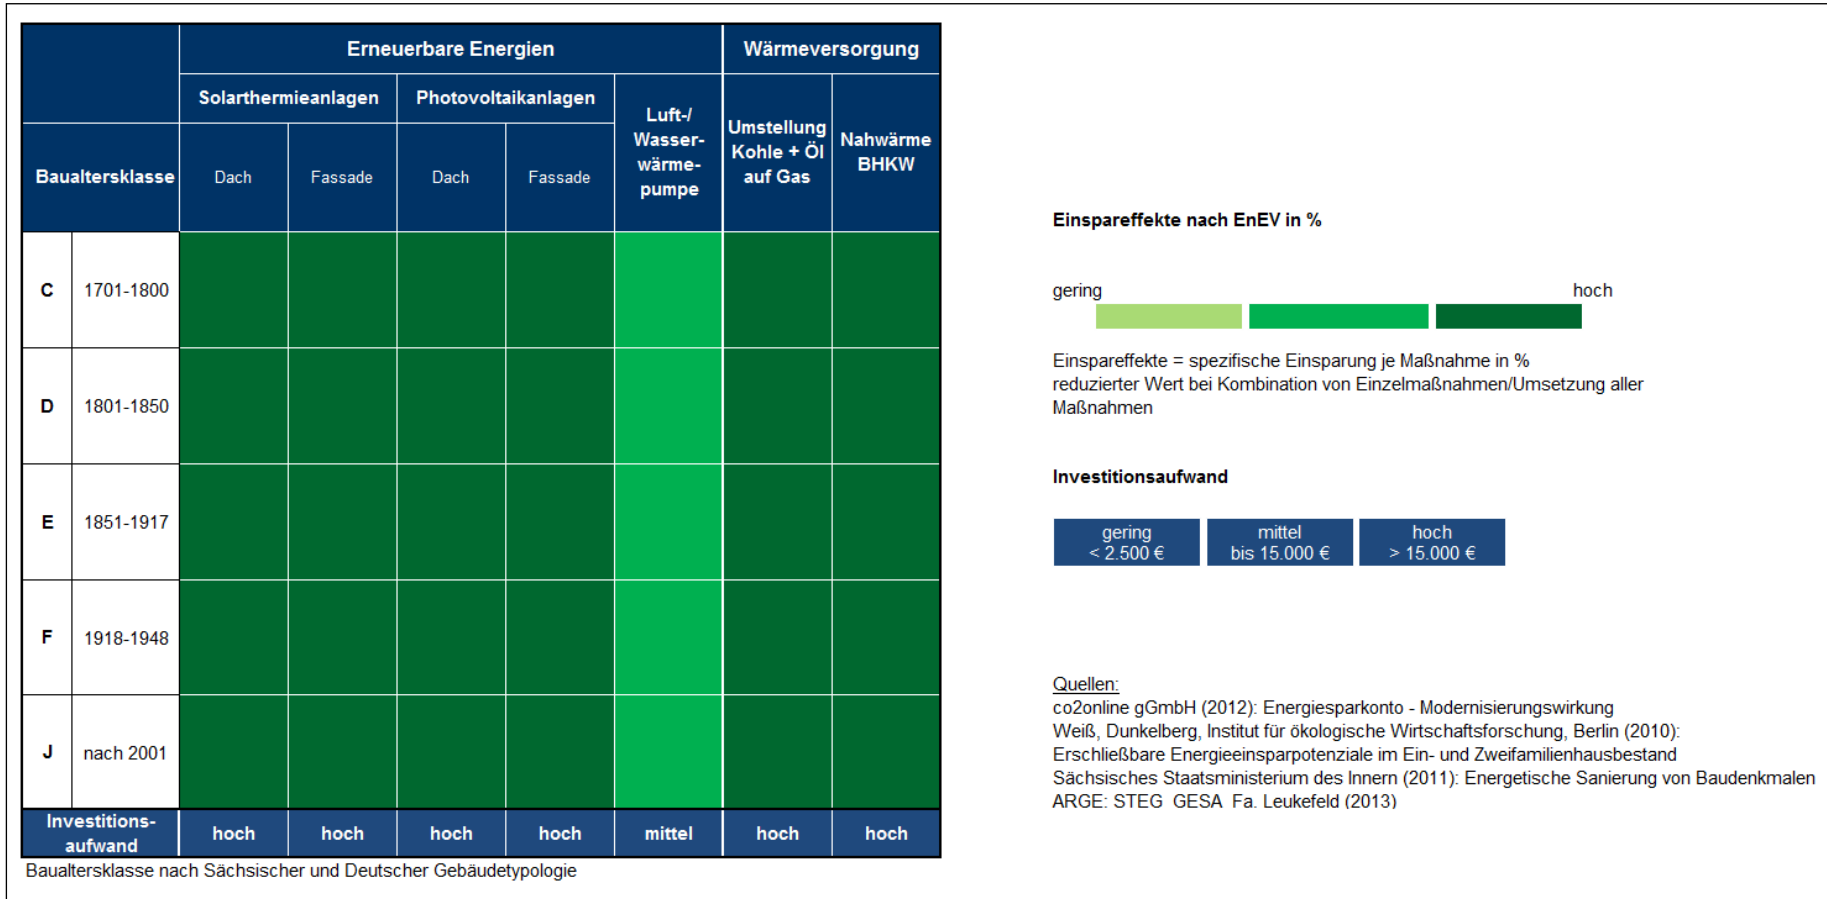 Erneuerbare Energien
Wärmeversorgung
Solarthermieanlagen
Photovoltaikanlagen
Luft-/
Wasser-
wärme-
pumpe
Umstellung
Kohle + Öl
auf Gas
Nahwärme
BHKW
Baualtersklasse
Dach
Fassade
Dach
Fassade
C 1701-1800
D 1801-1850
E 1851-1917
F 1918-1948
J nach 2001
Investitions-
aufwand
hoch
hoch
hoch
hoch
mittel
hoch
hoch
Baualtersklasse nach Sächsischer und Deutscher Gebäudetypologie
Einspareffekte nach EnEV in %
gering hoch
Einspareffekte = spezifische Einsparung je Maßnahme in %
reduzierter Wert bei Kombination von Einzelmaßnahmen/Umsetzung aller
Maßnahmen
Investitionsaufwand
gering
< 2.500 €
mittel
bis 15.000 €
hoch
> 15.000 €
Quellen:
co2online gGmbH (2012): Energiesparkonto - Modernisierungswirkung
Weiß, Dunkelberg, Institut für ökologische Wirtschaftsforschung, Berlin (2010):
Erschließbare Energieeinsparpotenziale im Ein- und Zweifamilienhausbestand
Sächsisches Staatsministerium des Innern (2011): Energetische Sanierung von Baudenkmalen
ARGE: STEG GESA Fa. Leukefeld (2013)